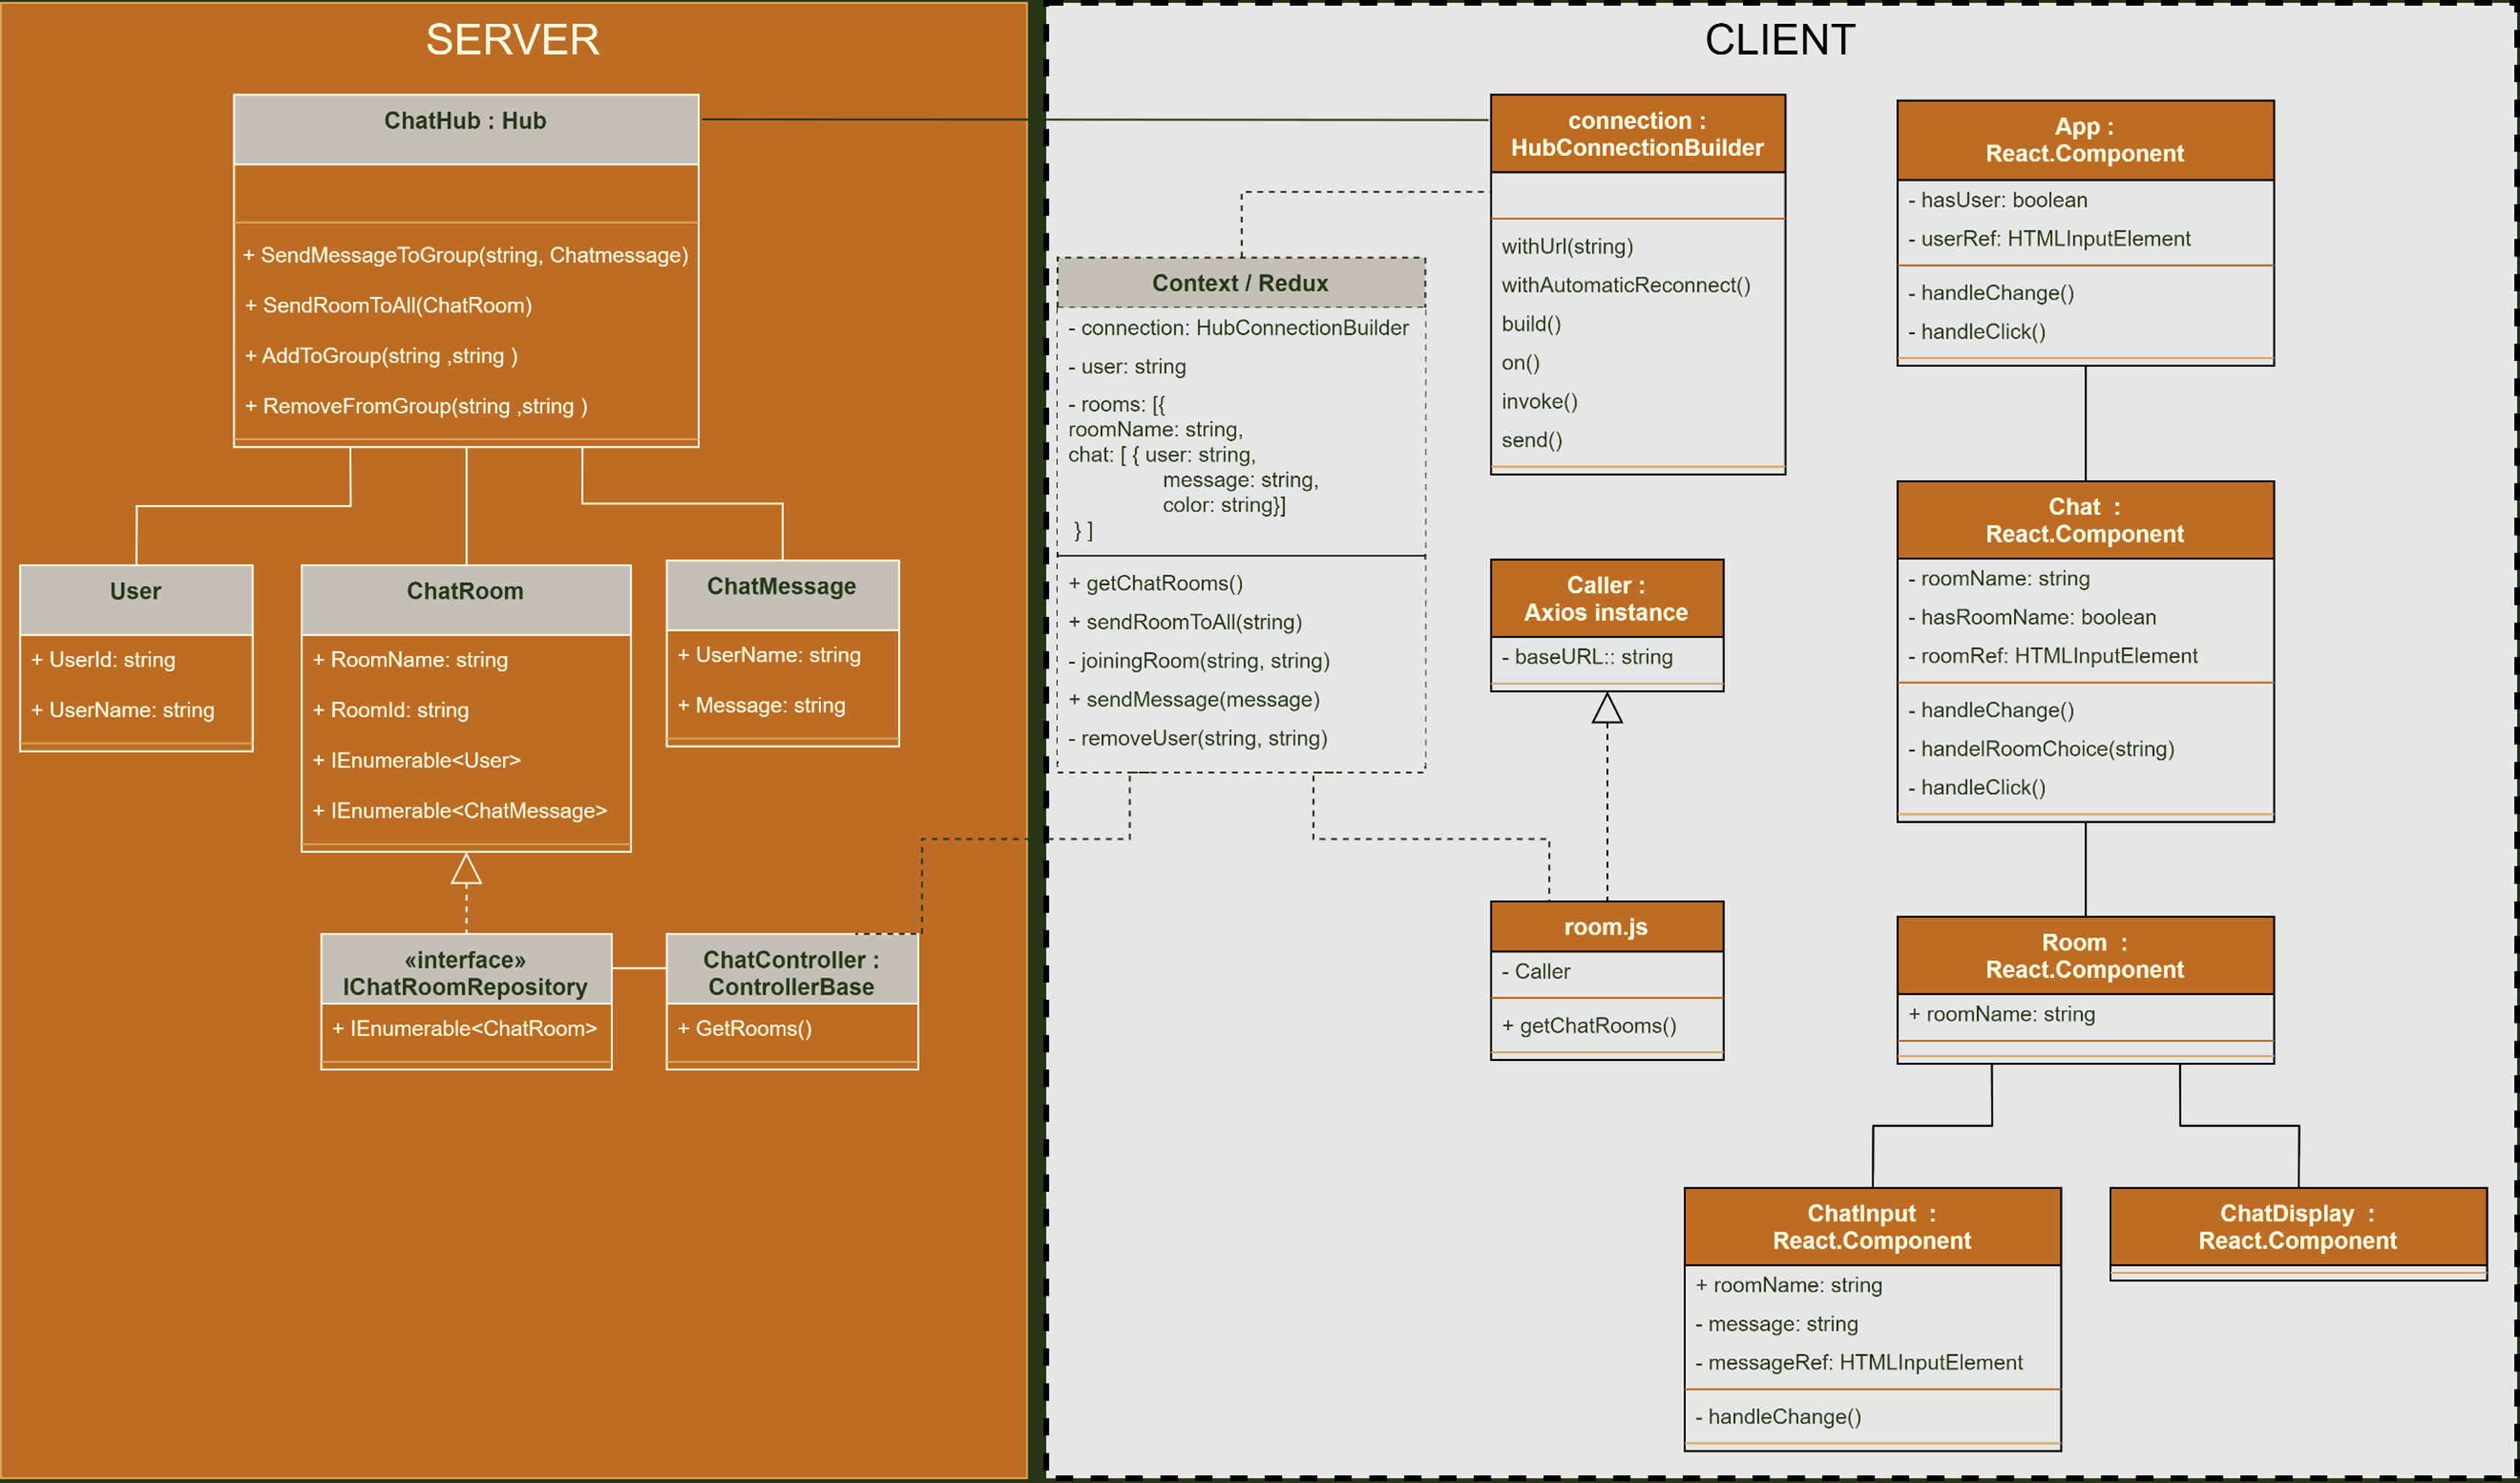 SERVER
ChatHub : Hub
+ SendMessageToGroup(string, Chatmessage)
+ SendRoomToAll(ChatRoom)
+ AddToGroup(string ,string )
+ RemoveFromGroup(string ,string )
User
+ UserId: string
+ UserName: string
ChatRoom
+ RoomName: string
+ RoomId: string
+ IEnumerable<User>
+ IEnumerable<ChatMessage>
ChatMessage
+ UserName: string
+ Message: string
«interface»
IChatRoomRepository
+ IEnumerable<ChatRoom>
ChatController :
ControllerBase
+ GetRooms()
CLIENT
Context / Redux
- connection: HubConnectionBuilder
- user: string
- rooms: [{
roomName: string,
chat: [ { user: string,
message: string,
color: string}]
} ]
+ getChatRooms()
+ sendRoomToAll(string)
- joiningRoom(string, string)
+ sendMessage(message)
- removeUser(string, string)
connection :
HubConnectionBuilder
withUrl(string)
withAutomaticReconnect()
build()
on()
invoke()
send()
Caller :
Axios instance
- baseURL:: string
room.js
- Caller
+ getChatRooms()
App :
React.Component
- hasUser: boolean
- userRef: HTMLInputElement
- handleChange()
- handleClick()
Chat  :
React.Component
- roomName: string
- hasRoomName: boolean
- roomRef: HTMLInputElement
- handleChange()
- handelRoomChoice(string)
- handleClick()
Room  :
React.Component
+ roomName: string
ChatInput  :
React.Component
+ roomName: string
- message: string
- messageRef: HTMLInputElement
- handleChange()
ChatDisplay  :
React.Component